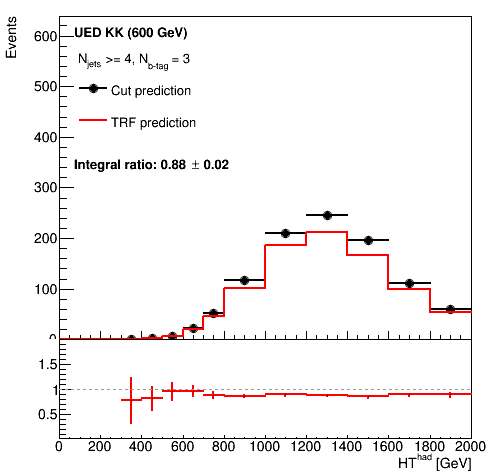 Events
UED KK (600 GeV)
N_jets >= 4, N_b-tag = 3
Cut prediction
TRF prediction
Integral ratio: 0.88 ± 0.02
600
500
400
300
200
100
0
1.5
1
0.5
0 200 400 600 800 1000 1200 1400 1600 1800 2000
HT^had [GeV]